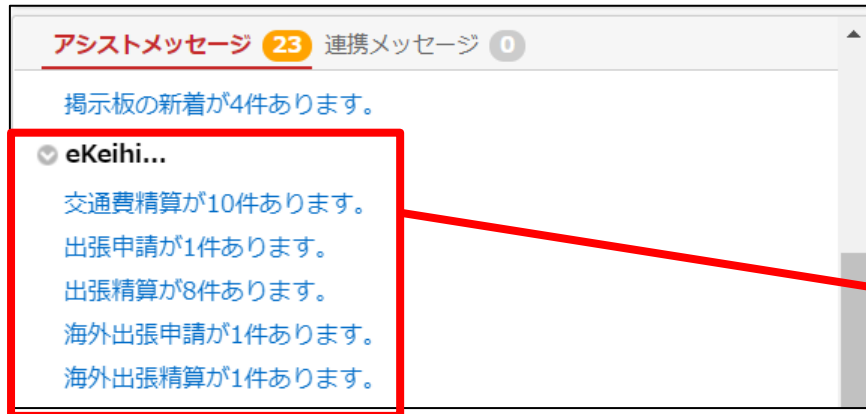 アシストメッセージ 23 連携メッセージ 0
掲示板の新着が4件あります。
eKeihi...
交通費精算が10件あります。
出張申請が1件あります。
出張精算が8件あります。
海外出張申請が1件あります。
海外出張精算が1件あります。